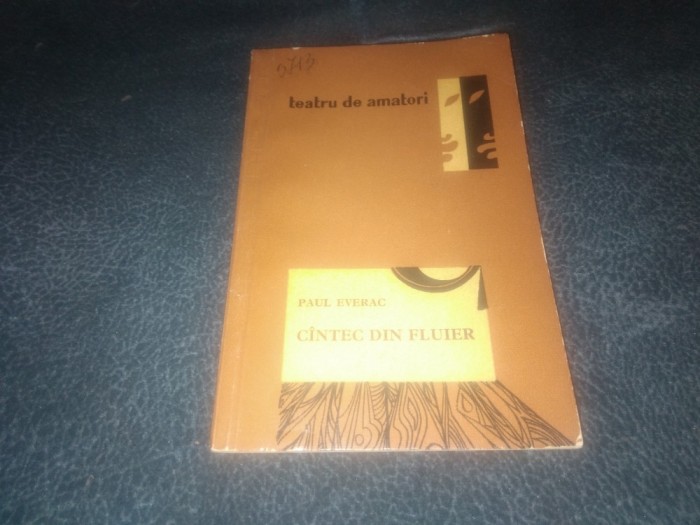 teatru de amatori
PAUL EVERAC
CÎNTEC DIN FLUIER